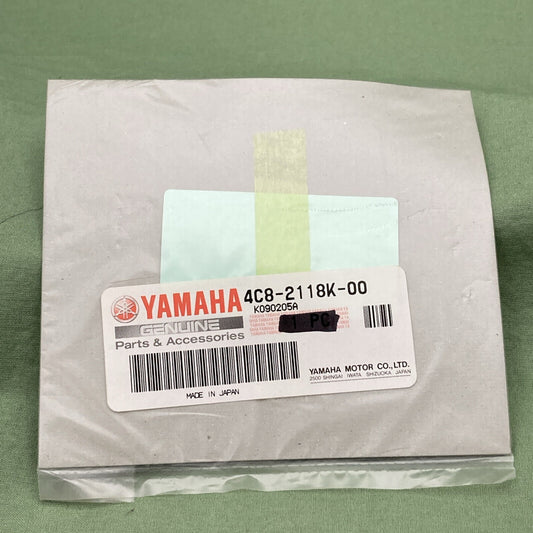 YAMAHA 4C8-2118K-00
K090205A
GENUINE
1 PC
Parts & Accessories
YAMAHA MOTOR CO.,LTD.
2500 SHINGAI IWATA SHIZUOKA JAPAN
MADE IN JAPAN